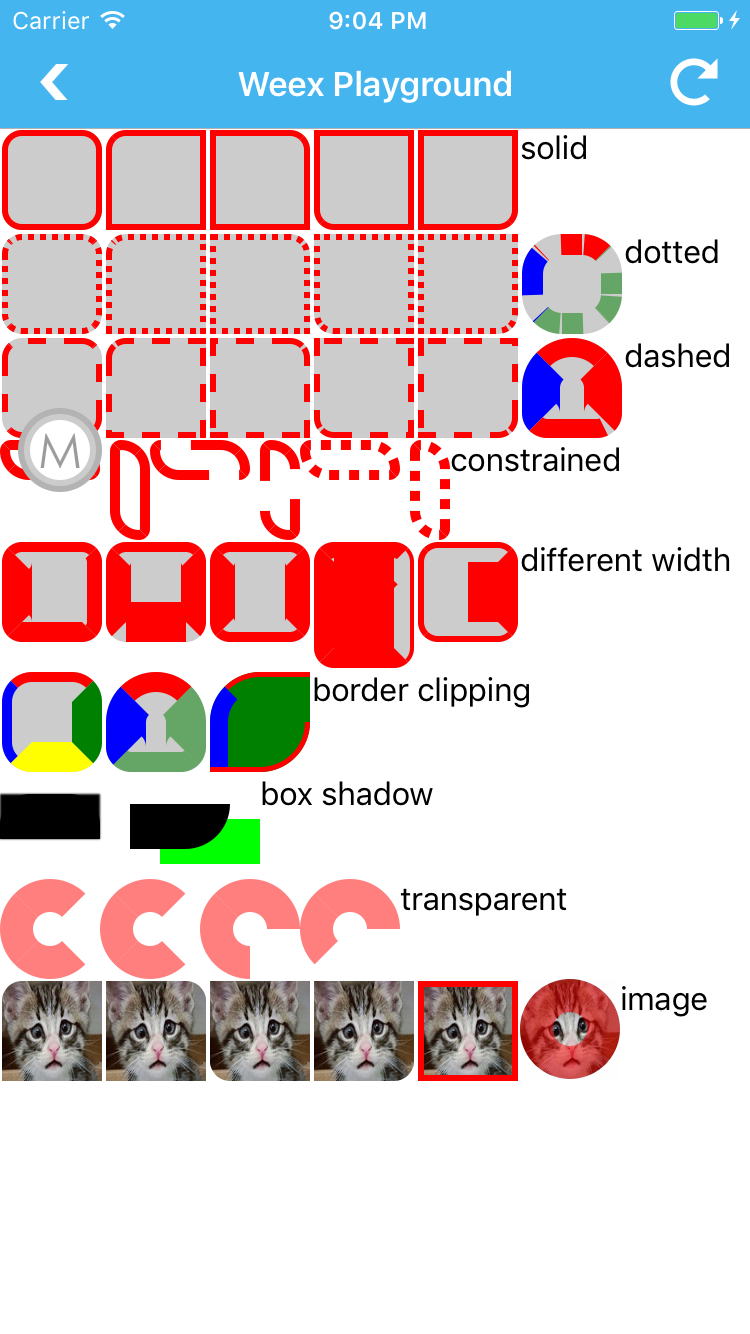 Carrier 9:04 PM
Weex Playground
solid
dotted
dashed
M
constrained
different width
border clipping
box shadow
transparent
image